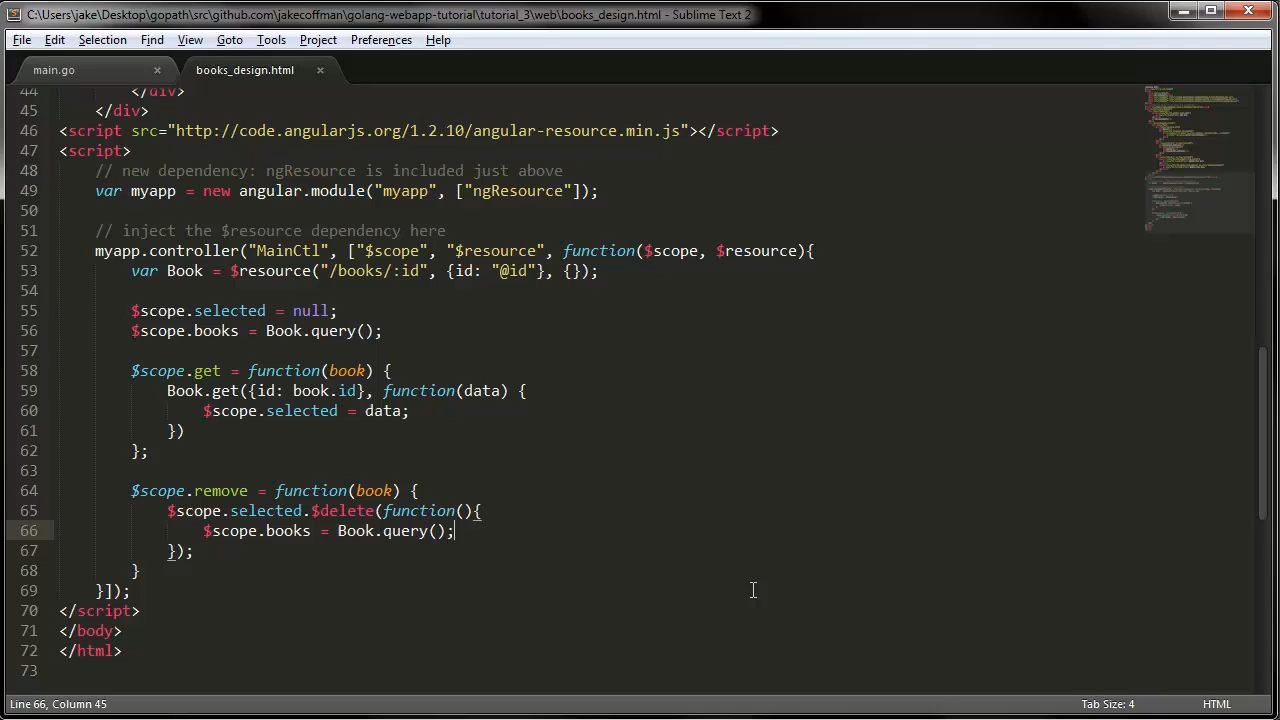 C:\Users\jake\Desktop\gopath\src\github.com\jakecoffman\golang-webapp-tutorial\tutorial_3\web\books_design.html - Sublime Text 2
File Edit Selection Find View Goto Tools Project Preferences Help
main.go × books_design.html ×
44 </div>
45 </div>
46 <script src="http://code.angularjs.org/1.2.10/angular-resource.min.js"></script>
47 <script>
48 // new dependency: ngResource is included just above
49 var myapp = new angular.module("myapp", ["ngResource"]);
50
51 // inject the $resource dependency here
52 myapp.controller("MainCtl", ["$scope", "$resource", function($scope, $resource){
53 var Book = $resource("/books/:id", {id: "@id"}, {});
54
55 $scope.selected = null;
56 $scope.books = Book.query();
57
58 $scope.get = function(book) {
59 Book.get({id: book.id}, function(data) {
60 $scope.selected = data;
61 })
62 };
63
64 $scope.remove = function(book) {
65 $scope.selected.$delete(function(){
66 $scope.books = Book.query();
67 });
68 }
69 }]);
70 </script>
71 </body>
72 </html>
73
Line 66, Column 45 Tab Size: 4 HTML